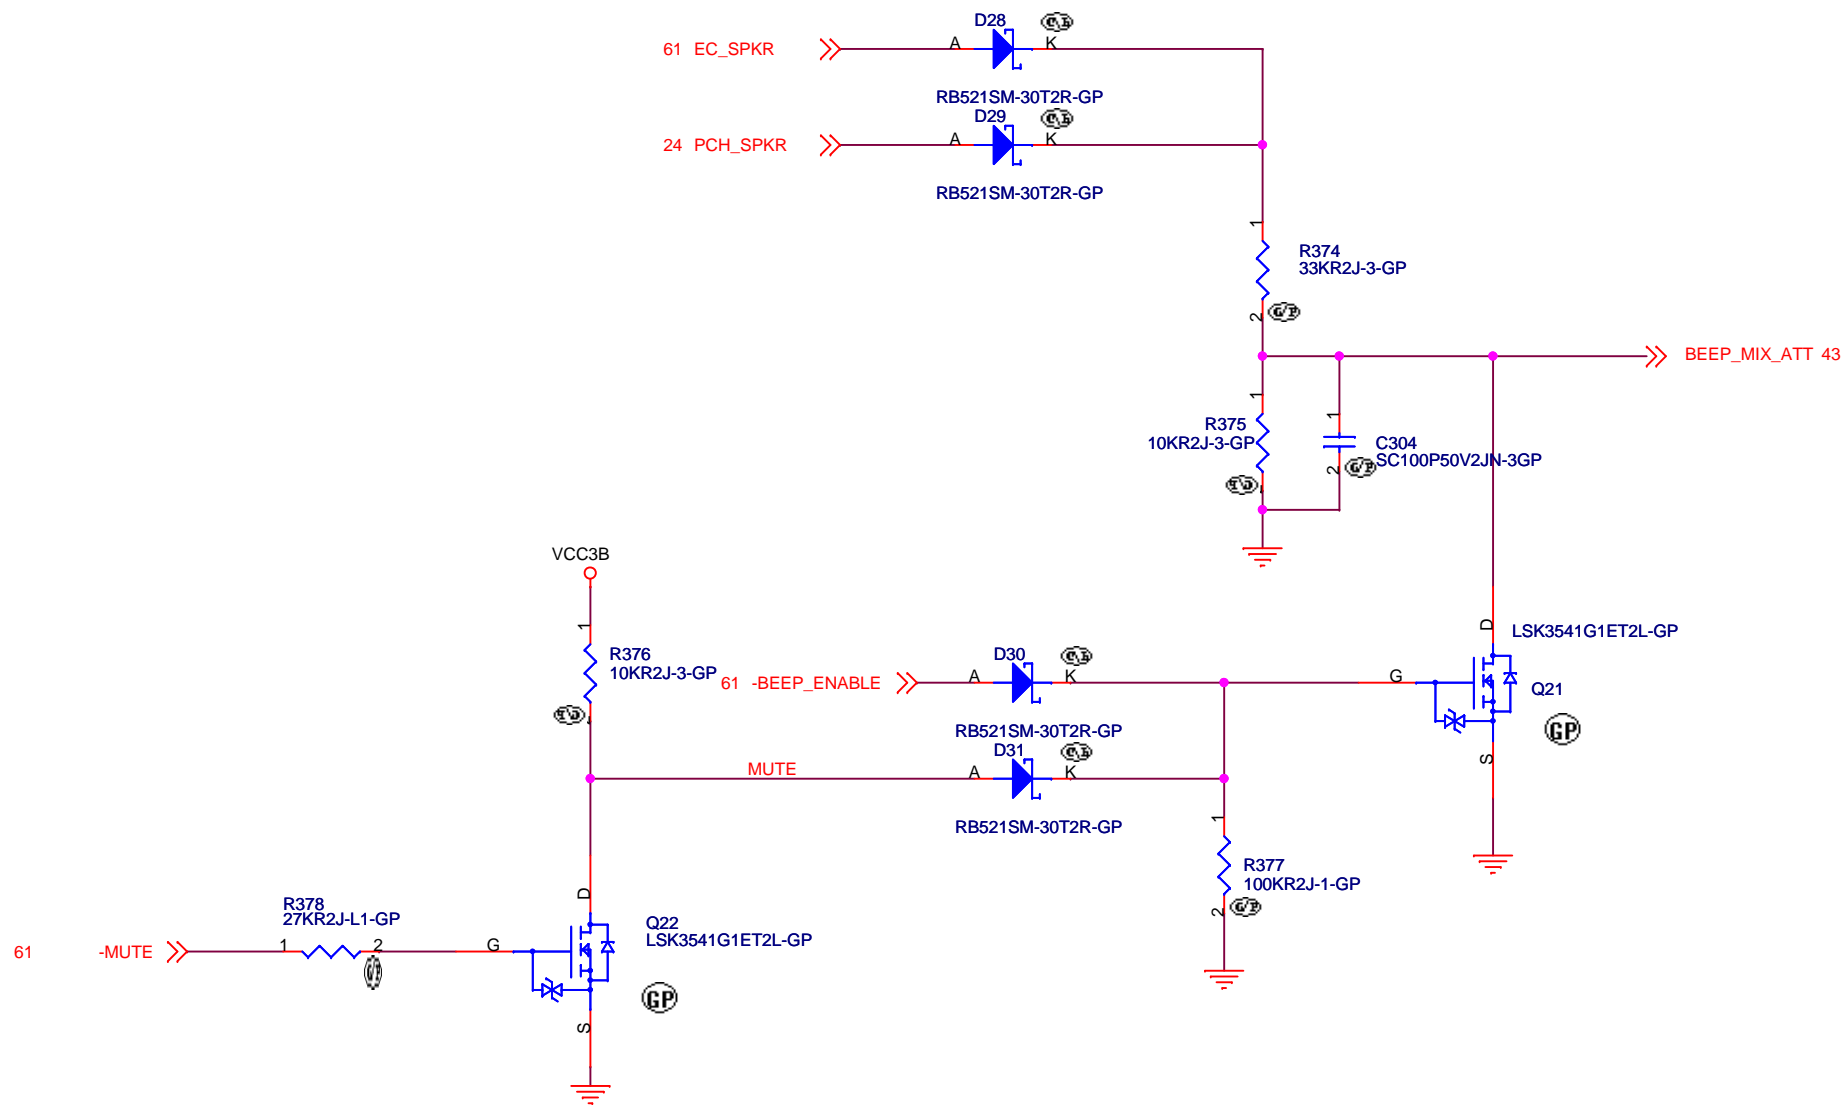 D28
61 EC_SPKR
A
K
RB521SM-30T2R-GP
D29
24 PCH_SPKR
A
K
RB521SM-30T2R-GP
1
R374
33KR2J-3-GP
2
G/P
BEEP_MIX_ATT 43
1
R375
10KR2J-3-GP
1
C304
SC100P50V2JN-3GP
2
G/P
VCC3B
1
R376
10KR2J-3-GP
D
LSK3541G1ET2L-GP
D30
61 -BEEP_ENABLE
A
K
G
Q21
GP
RB521SM-30T2R-GP
D31
MUTE
A
K
S
RB521SM-30T2R-GP
1
R377
100KR2J-1-GP
2
G/P
D
R378
27KR2J-L1-GP
Q22
LSK3541G1ET2L-GP
61 -MUTE
1
2
G
GP
S